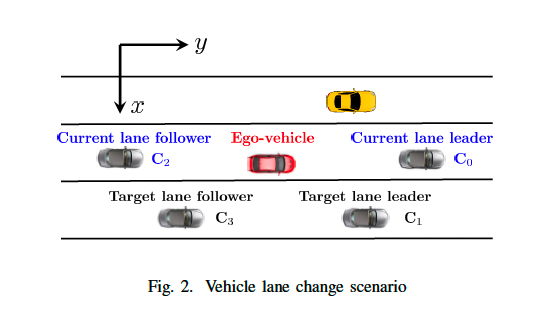 y
x
Current lane follower Ego-vehicle Current lane leader
C₂ C₀
Target lane follower Target lane leader
C₃ C₁
Fig. 2. Vehicle lane change scenario